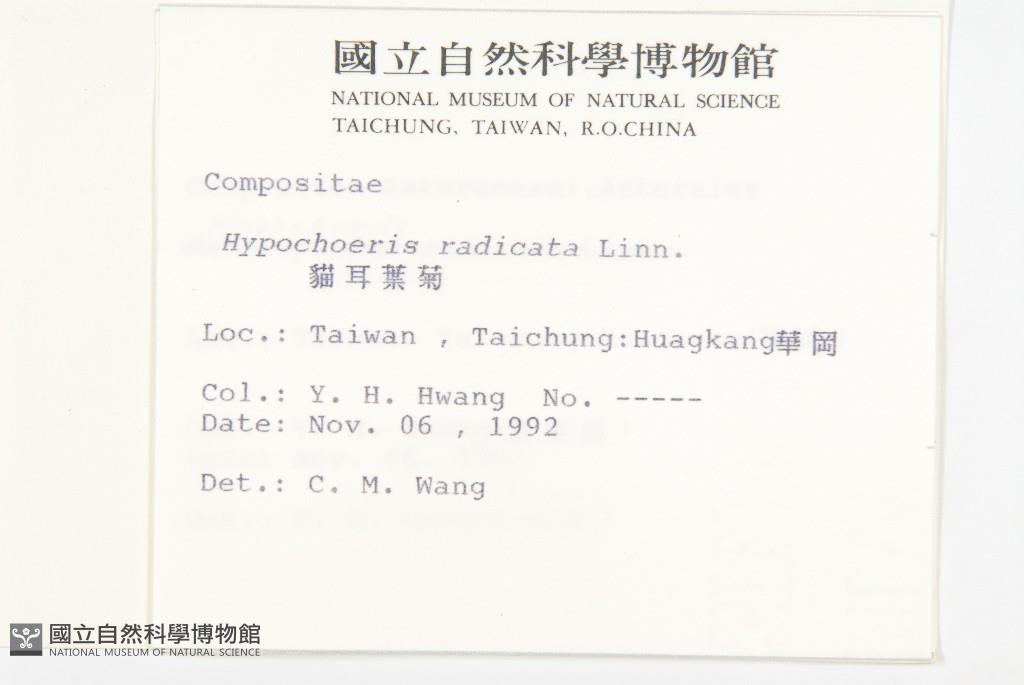 國立自然科學博物館
NATIONAL MUSEUM OF NATURAL SCIENCE
TAICHUNG, TAIWAN, R.O.CHINA
Compositae
Hypochoeris radicata Linn.
貓耳葉菊
Loc.: Taiwan , Taichung:Huagkang華岡
Col.: Y. H. Hwang No. -----
Date: Nov. 06 , 1992
Det.: C. M. Wang
國立自然科學博物館
NATIONAL MUSEUM OF NATURAL SCIENCE